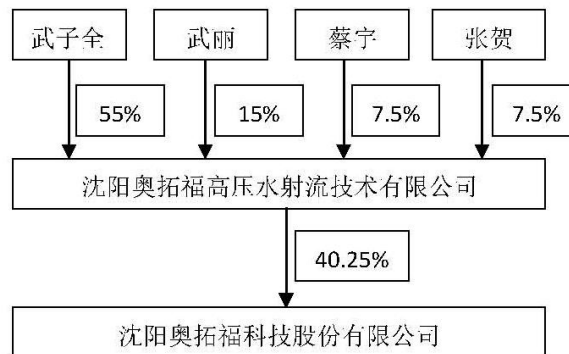 武子全 武丽 蔡宇 张贺
55% 15% 7.5% 7.5%
沈阳奥拓福高压水射流技术有限公司
40.25%
沈阳奥拓福科技股份有限公司